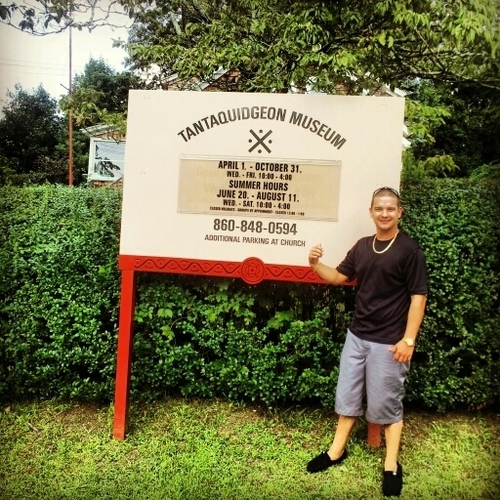 TANTAQUIDGEON MUSEUM
APRIL 1. - OCTOBER 31.
WED. - FRI. 10:00 - 4:00
SUMMER HOURS
JUNE 20. - AUGUST 11.
WED. - SAT. 10:00 - 4:00
860-848-0594
ADDITIONAL PARKING AT CHURCH